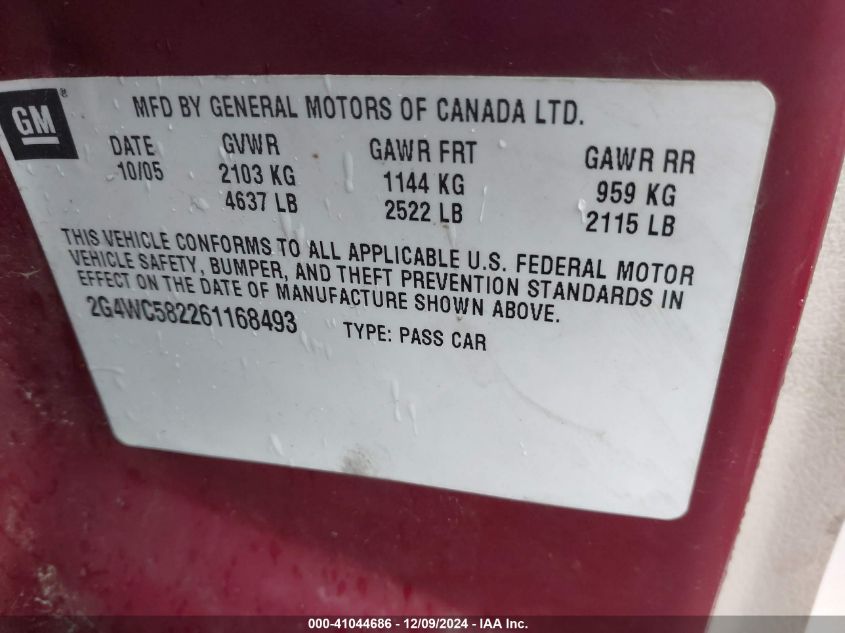 GM®
MFD BY GENERAL MOTORS OF CANADA LTD.
DATE GVWR GAWR FRT GAWR RR
10/05 2103 KG 1144 KG 959 KG
4637 LB 2522 LB 2115 LB
THIS VEHICLE CONFORMS TO ALL APPLICABLE U.S. FEDERAL MOTOR
VEHICLE SAFETY, BUMPER, AND THEFT PREVENTION STANDARDS IN
EFFECT ON THE DATE OF MANUFACTURE SHOWN ABOVE.
2G4WC582261168493 TYPE: PASS CAR
000-41044686 - 12/09/2024 - IAA Inc.